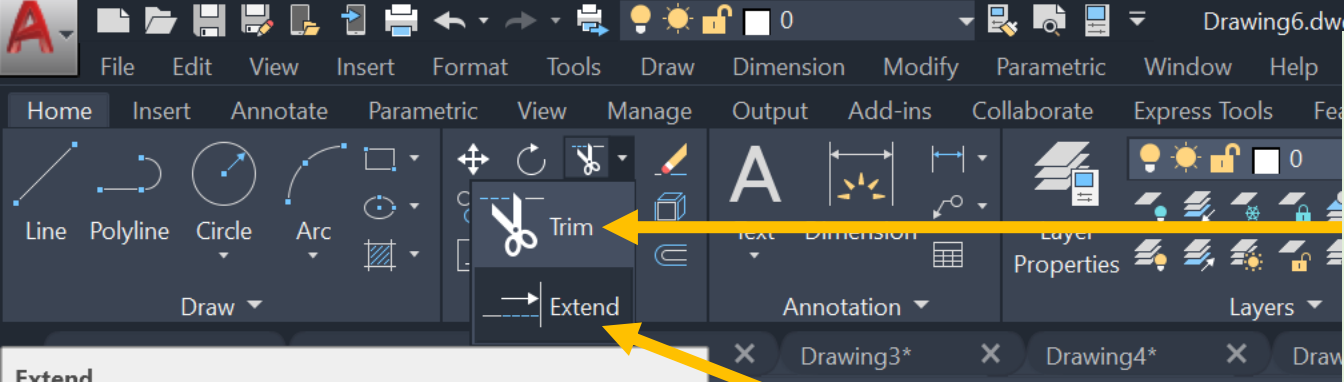 0 Drawing6.dw
File Edit View Insert Format Tools Draw Dimension Modify Parametric Window Help
Home Insert Annotate Parametric View Manage Output Add-ins Collaborate Express Tools Fea
0
Trim
Line Polyline Circle Arc Text Dimension Layer
Properties
Extend
Draw Annotation Layers
Drawing3* Drawing4* Draw
Extend